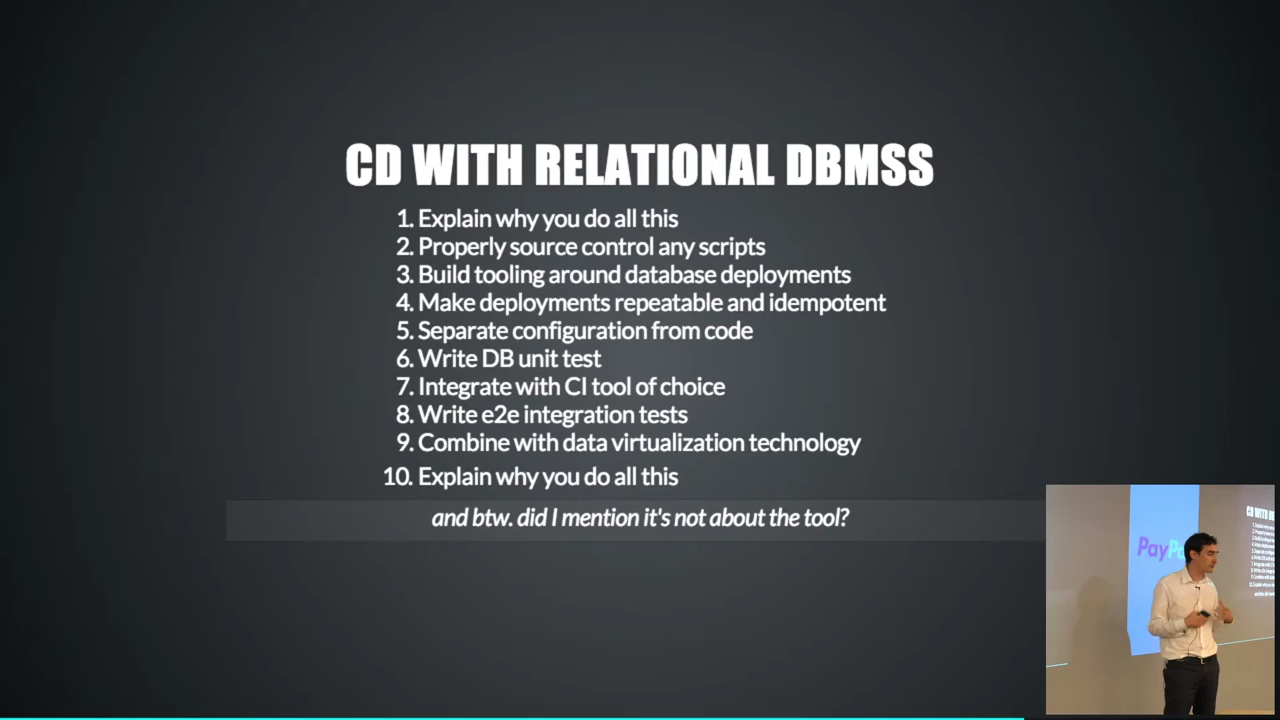 CD WITH RELATIONAL DBMSS
1. Explain why you do all this
2. Properly source control any scripts
3. Build tooling around database deployments
4. Make deployments repeatable and idempotent
5. Separate configuration from code
6. Write DB unit test
7. Integrate with CI tool of choice
8. Write e2e integration tests
9. Combine with data virtualization technology
10. Explain why you do all this
and btw. did I mention it's not about the tool?